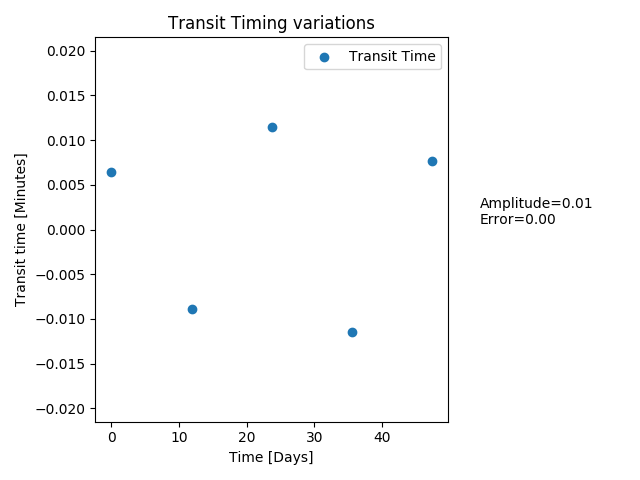 Transit Timing variations
Transit Time
0.020
0.015
0.010
0.005
0.000
−0.005
−0.010
−0.015
−0.020
Transit time [Minutes]
0 10 20 30 40
Time [Days]
Amplitude=0.01
Error=0.00